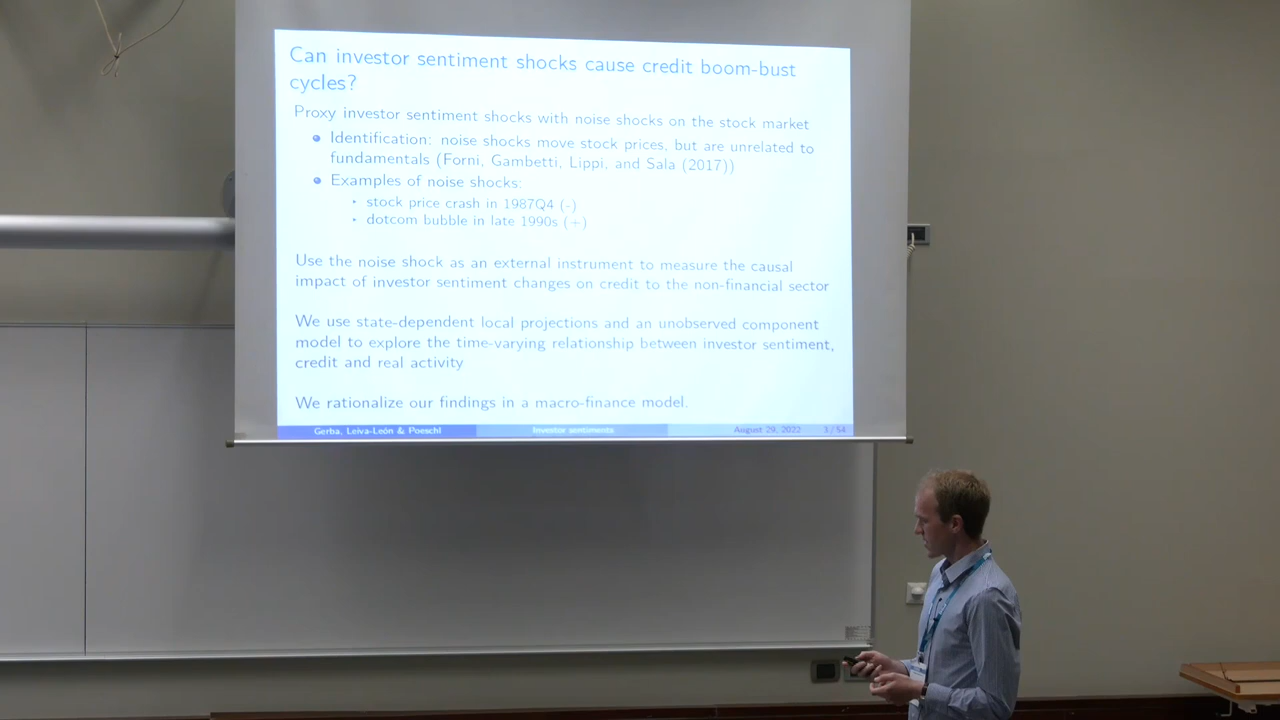 Can investor sentiment shocks cause credit boom-bust
cycles?
Proxy investor sentiment shocks with noise shocks on the stock market
Identification: noise shocks move stock prices, but are unrelated to
fundamentals (Forni, Gambetti, Lippi, and Sala (2017))
Examples of noise shocks:
stock price crash in 1987Q4 (-)
dotcom bubble in late 1990s (+)
Use the noise shock as an external instrument to measure the causal
impact of investor sentiment changes on credit to the non-financial sector
We use state-dependent local projections and an unobserved component
model to explore the time-varying relationship between investor sentiment,
credit and real activity
We rationalize our findings in a macro-finance model.
Gerba, Leiva-León & Poeschl Investor sentiments August 29, 2022 3 / 54